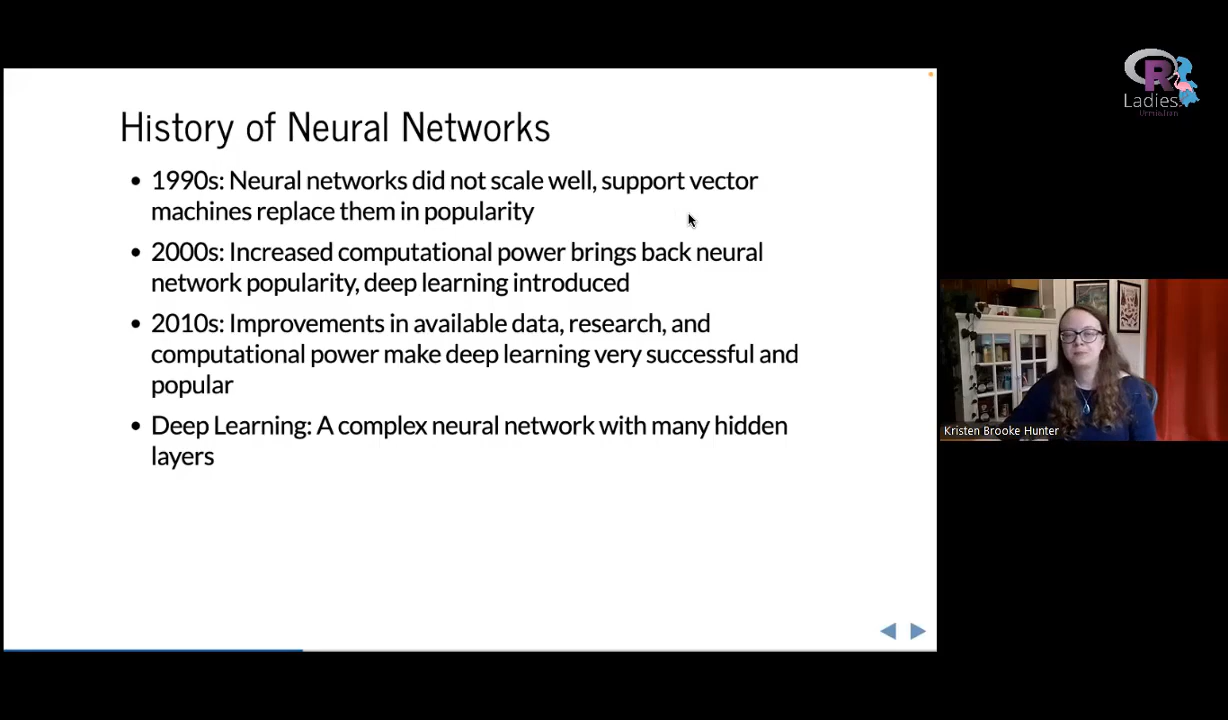 History of Neural Networks
• 1990s: Neural networks did not scale well, support vector
machines replace them in popularity
• 2000s: Increased computational power brings back neural
network popularity, deep learning introduced
• 2010s: Improvements in available data, research, and
computational power make deep learning very successful and
popular
• Deep Learning: A complex neural network with many hidden
layers
R
Ladies
Kristen Brooke Hunter